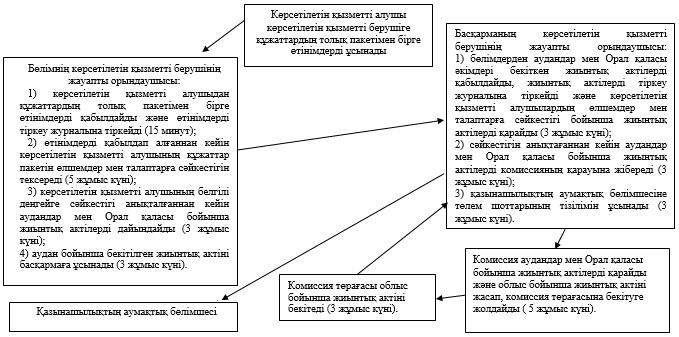 Көрсетілетін қызметті алушы
көрсетілетін қызметті берушіге
құжаттардың толық пакетімен бірге
өтінімдерді ұсынады
Бөлімнің көрсетілетін қызметті берушінің
жауапты орындаушысы:
1) көрсетілетін қызметті алушыдан
құжаттардың толық пакетімен бірге
өтінімдерді қабылдайды және өтінімдерді
тіркеу журналына тіркейді (15 минут);
2) өтінімдерді қабылдап алғаннан кейін
көрсетілетін қызметті алушының құжаттар
пакетін өлшемдер мен талаптарға сәйкестігін
тексереді (5 жұмыс күні);
3) көрсетілетін қызметті алушының белгілі
деңгейге сәйкестігі анықталғаннан кейін
аудандар мен Орал қаласы бойынша
жиынтық актілерді дайындайды (3 жұмыс
күні);
4) аудан бойынша бекітілген жиынтық актіні
басқармаға ұсынады (3 жұмыс күні).
Басқарманың көрсетілетін қызметті
берушінің жауапты орындаушысы:
1) бөлімдерден аудандар мен Орал қаласы
әкімдері бекіткен жиынтық актілерді
қабылдайды, жиынтық актілерді тіркеу
журналына тіркейді және көрсетілетін
қызметті алушылардың өлшемдер мен
талаптарға сәйкестігі бойынша жиынтық
актілерді қарайды (3 жұмыс күні);
2) сәйкестігін анықтағаннан кейін аудандар
мен Орал қаласы бойынша жиынтық
актілерді комиссияның қарауына жібереді (3
жұмыс күні);
3) қазынашылықтың аумақтық бөлімшесіне
төлем шоттарының тізілімін ұсынады (3
жұмыс күні).
Комиссия аудандар мен Орал қаласы
бойынша жиынтық актілерді қарайды
және облыс бойынша жиынтық актіні
жасап, комиссия төрағасына бекітуге
жолдайды ( 5 жұмыс күні).
Комиссия төрағасы облыс
бойынша жиынтық актіні
бекітеді (3 жұмыс күні).
Қазынашылықтың аумақтық бөлімшесі